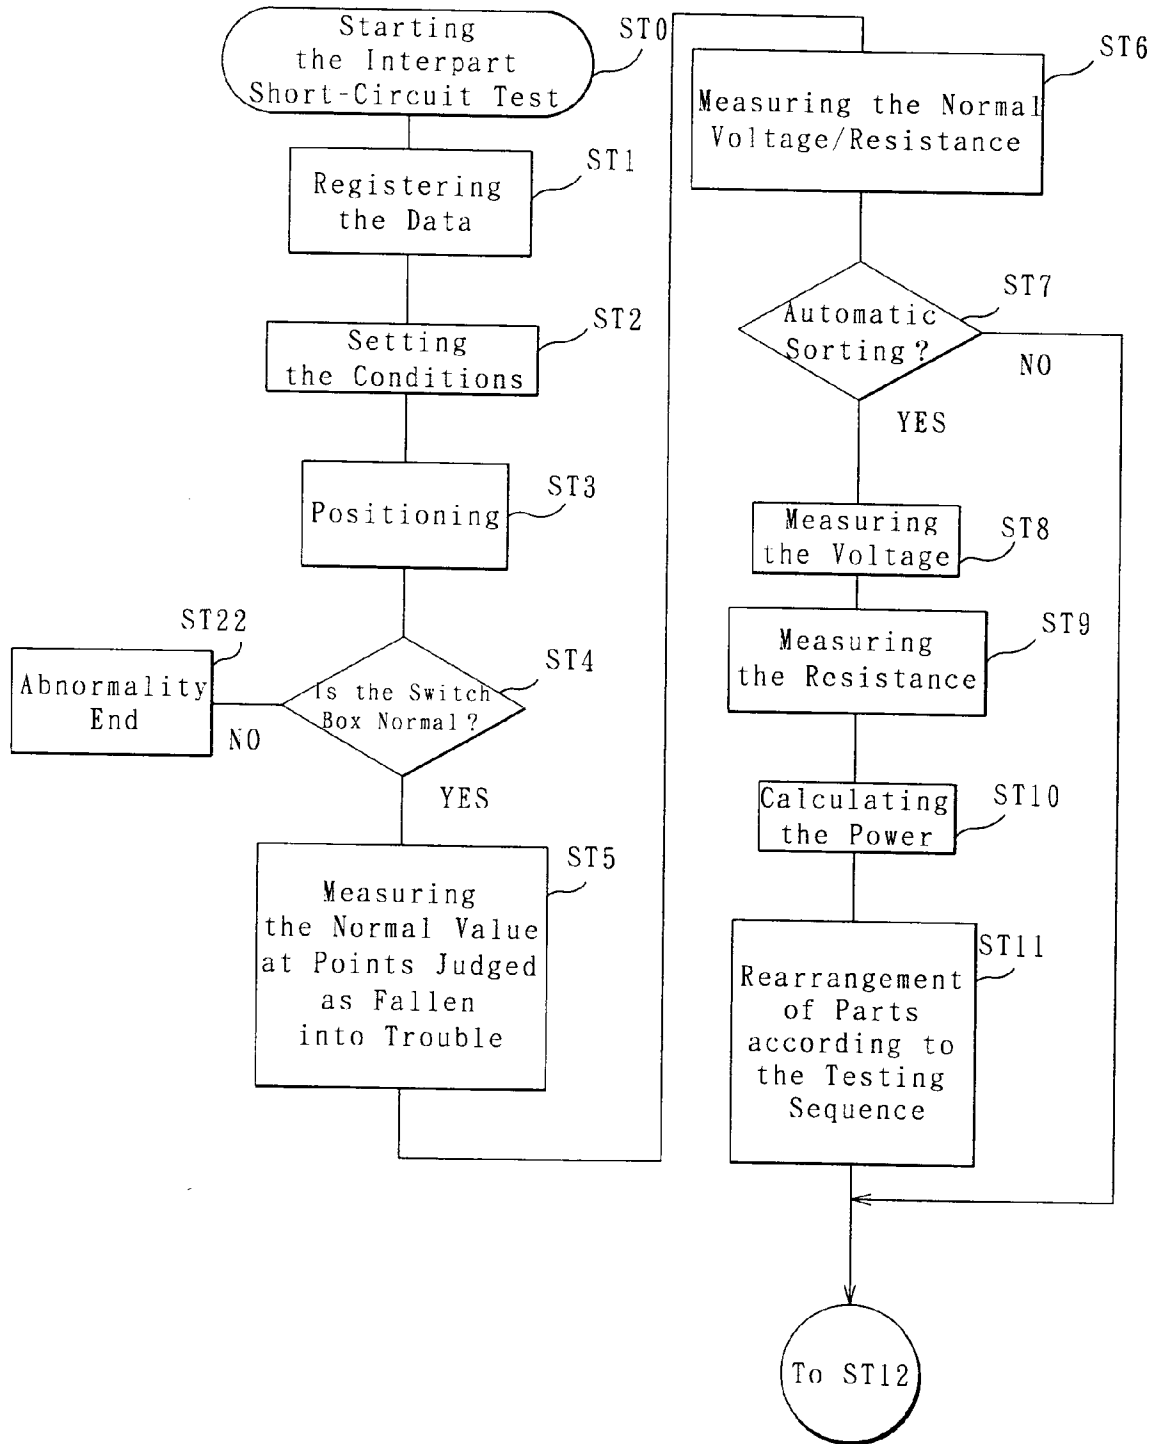 Starting
the Interpart
Short-Circuit Test
ST0
Registering
the Data
ST1
Setting
the Conditions
ST2
Positioning
ST3
Is the Switch
Box Normal?
ST4
NO
YES
Abnormality
End
ST22
Measuring
the Normal Value
at Points Judged
as Fallen
into Trouble
ST5
Measuring the Normal
Voltage/Resistance
ST6
Automatic
Sorting?
ST7
NO
YES
Measuring
the Voltage
ST8
Measuring
the Resistance
ST9
Calculating
the Power
ST10
Rearrangement
of Parts
according to
the Testing
Sequence
ST11
To ST12